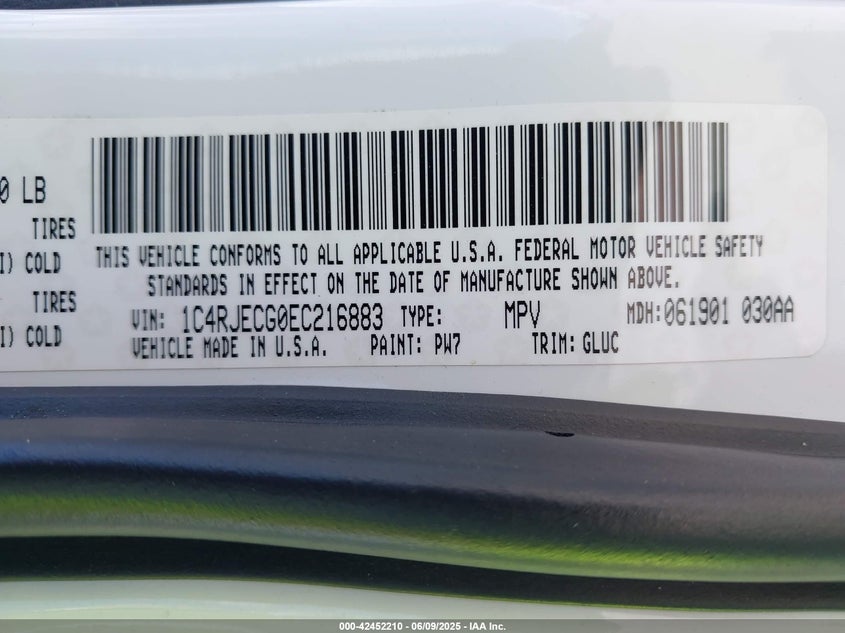 0 LB
TIRES
I) COLD
TIRES
I) COLD
THIS VEHICLE CONFORMS TO ALL APPLICABLE U.S.A. FEDERAL MOTOR VEHICLE SAFETY
STANDARDS IN EFFECT ON THE DATE OF MANUFACTURE SHOWN ABOVE.
VIN: 1C4RJECG0EC216883 TYPE: MPV MDH: 061901 030AA
VEHICLE MADE IN U.S.A. PAINT: PW7 TRIM: GLUC
000-42452210 - 06/09/2025 - IAA Inc.